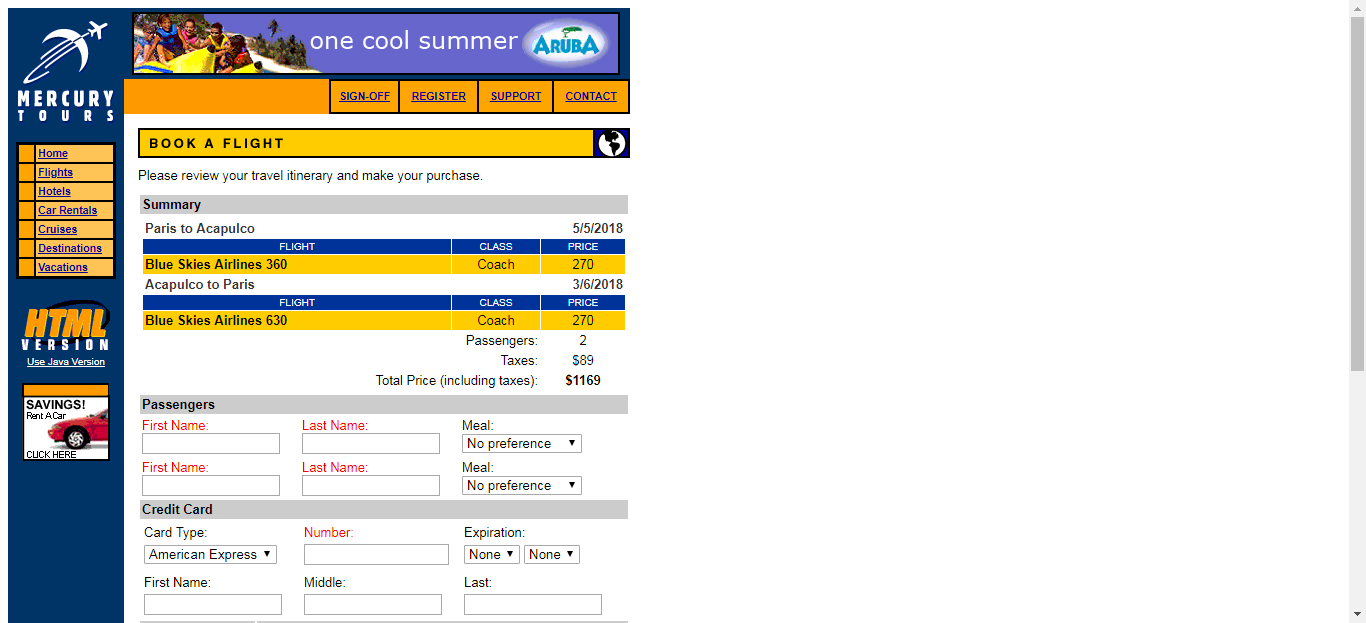 one cool summer ARUBA
MERCURY
TOURS
SIGN-OFF REGISTER SUPPORT CONTACT
Home
Flights
Hotels
Car Rentals
Cruises
Destinations
Vacations
HTML
VERSION
Use Java Version
SAVINGS!
Rent A Car
CLICK HERE
BOOK A FLIGHT
Please review your travel itinerary and make your purchase.
Summary
Paris to Acapulco 5/5/2018
FLIGHT CLASS PRICE
Blue Skies Airlines 360 Coach 270
Acapulco to Paris 3/6/2018
FLIGHT CLASS PRICE
Blue Skies Airlines 630 Coach 270
Passengers: 2
Taxes: $89
Total Price (including taxes): $1169
Passengers
First Name: Last Name: Meal:
No preference
First Name: Last Name: Meal:
No preference
Credit Card
Card Type: Number: Expiration:
American Express None None
First Name: Middle: Last: